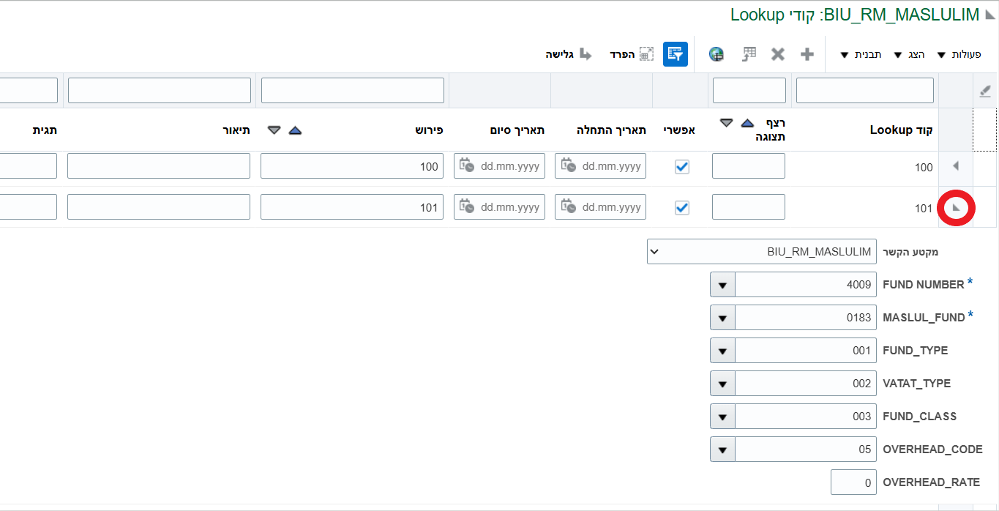 BIU_RM_MASLULIM: קודי Lookup
פעולות הצג תבנית הפרד גלישה
קוד Lookup רצף תצוגה אפשרי תאריך התחלה תאריך סיום פירוש תיאור תגית
100 dd.mm.yyyy dd.mm.yyyy 100
101 dd.mm.yyyy dd.mm.yyyy 101
מקטע הקשר BIU_RM_MASLULIM
* FUND NUMBER 4009
* MASLUL_FUND 0183
FUND_TYPE 001
VATAT_TYPE 002
FUND_CLASS 003
OVERHEAD_CODE 05
OVERHEAD_RATE 0